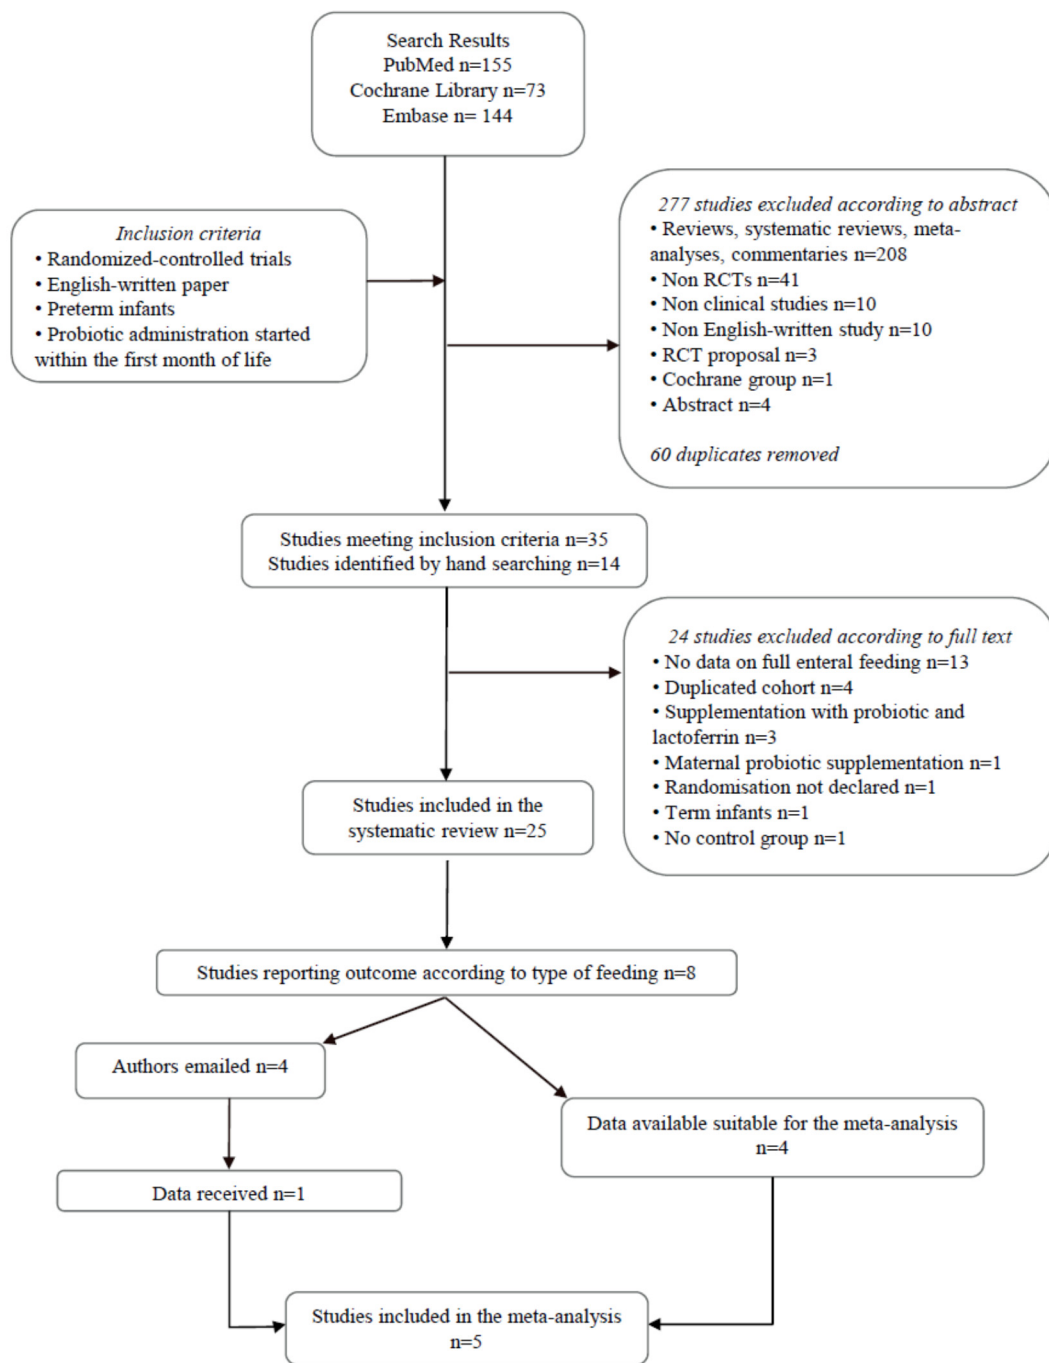 Search Results
PubMed n=155
Cochrane Library n=73
Embase n= 144
Inclusion criteria
• Randomized-controlled trials
• English-written paper
• Preterm infants
• Probiotic administration started
within the first month of life
277 studies excluded according to abstract
• Reviews, systematic reviews, meta-
analyses, commentaries n=208
• Non RCTs n=41
• Non clinical studies n=10
• Non English-written study n=10
• RCT proposal n=3
• Cochrane group n=1
• Abstract n=4
60 duplicates removed
Studies meeting inclusion criteria n=35
Studies identified by hand searching n=14
24 studies excluded according to full text
• No data on full enteral feeding n=13
• Duplicated cohort n=4
• Supplementation with probiotic and
lactoferrin n=3
• Maternal probiotic supplementation n=1
• Randomisation not declared n=1
• Term infants n=1
• No control group n=1
Studies included in the
systematic review n=25
Studies reporting outcome according to type of feeding n=8
Authors emailed n=4
Data available suitable for the meta-analysis
n=4
Data received n=1
Studies included in the meta-analysis
n=5